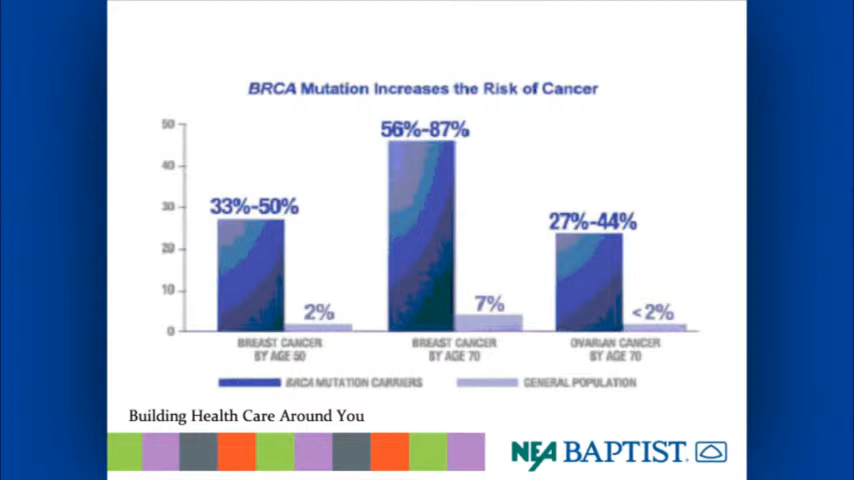 BRCA Mutation Increases the Risk of Cancer
50
40
30
20
10
0
33%-50%
2%
56%-87%
7%
27%-44%
<2%
BREAST CANCER
BY AGE 50
BREAST CANCER
BY AGE 70
OVARIAN CANCER
BY AGE 70
BRCA MUTATION CARRIERS
GENERAL POPULATION
Building Health Care Around You
NEA BAPTIST